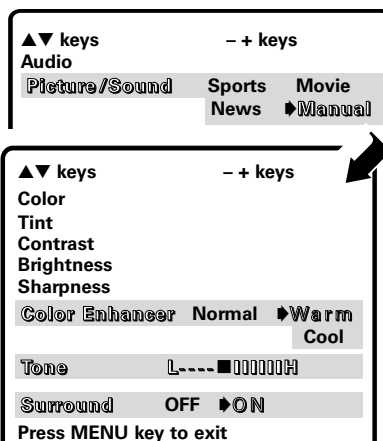 ▲▼ keys – + keys
Audio
Picture/Sound Sports Movie
News ➧Manual
▲▼ keys – + keys
Color
Tint
Contrast
Brightness
Sharpness
Color Enhancer Normal ➧Warm
Cool
Tone L----■IIIIIIH
Surround OFF ➧ON
Press MENU key to exit